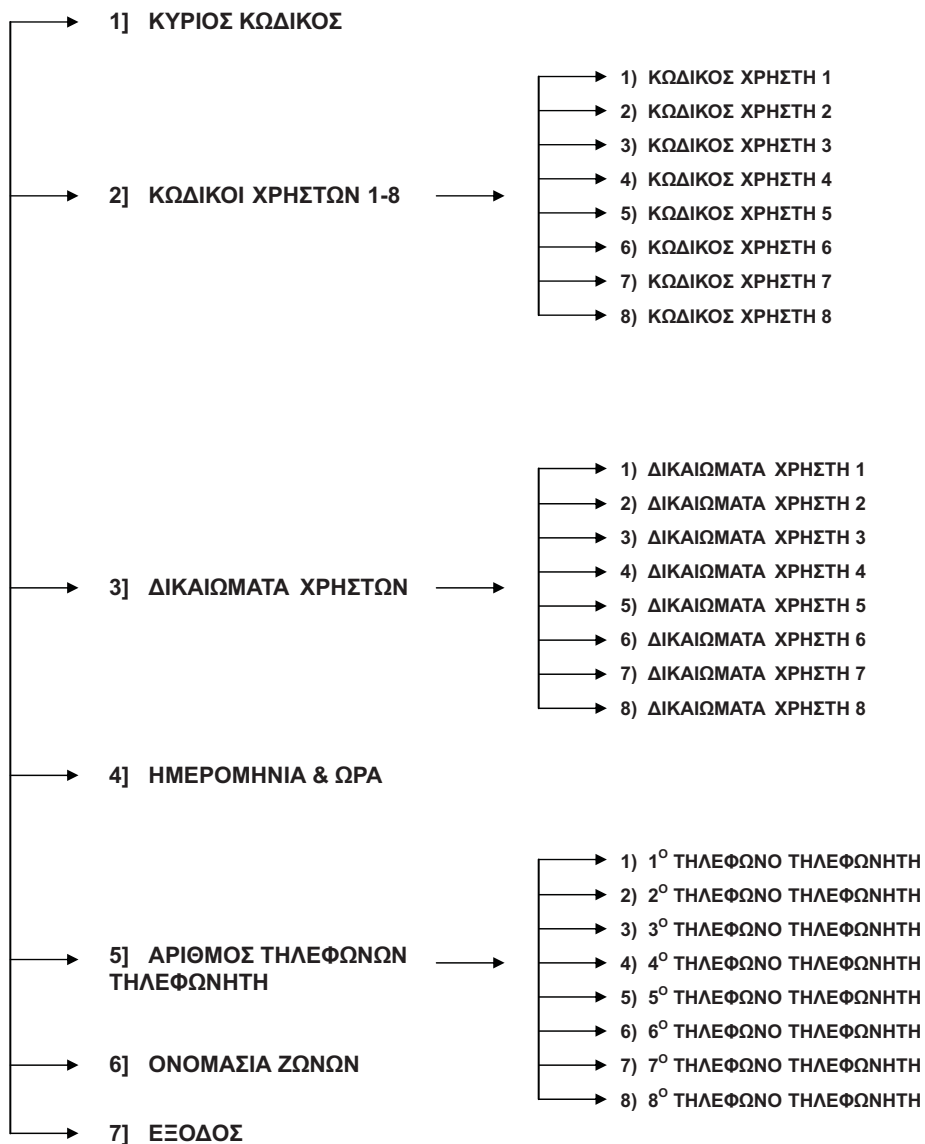 1] ΚΥΡΙΟΣ ΚΩΔΙΚΟΣ
2] ΚΩΔΙΚΟΙ ΧΡΗΣΤΩΝ 1-8
1) ΚΩΔΙΚΟΣ ΧΡΗΣΤΗ 1
2) ΚΩΔΙΚΟΣ ΧΡΗΣΤΗ 2
3) ΚΩΔΙΚΟΣ ΧΡΗΣΤΗ 3
4) ΚΩΔΙΚΟΣ ΧΡΗΣΤΗ 4
5) ΚΩΔΙΚΟΣ ΧΡΗΣΤΗ 5
6) ΚΩΔΙΚΟΣ ΧΡΗΣΤΗ 6
7) ΚΩΔΙΚΟΣ ΧΡΗΣΤΗ 7
8) ΚΩΔΙΚΟΣ ΧΡΗΣΤΗ 8
3] ΔΙΚΑΙΩΜΑΤΑ ΧΡΗΣΤΩΝ
1) ΔΙΚΑΙΩΜΑΤΑ ΧΡΗΣΤΗ 1
2) ΔΙΚΑΙΩΜΑΤΑ ΧΡΗΣΤΗ 2
3) ΔΙΚΑΙΩΜΑΤΑ ΧΡΗΣΤΗ 3
4) ΔΙΚΑΙΩΜΑΤΑ ΧΡΗΣΤΗ 4
5) ΔΙΚΑΙΩΜΑΤΑ ΧΡΗΣΤΗ 5
6) ΔΙΚΑΙΩΜΑΤΑ ΧΡΗΣΤΗ 6
7) ΔΙΚΑΙΩΜΑΤΑ ΧΡΗΣΤΗ 7
8) ΔΙΚΑΙΩΜΑΤΑ ΧΡΗΣΤΗ 8
4] ΗΜΕΡΟΜΗΝΙΑ & ΩΡΑ
5] ΑΡΙΘΜΟΣ ΤΗΛΕΦΩΝΩΝ
ΤΗΛΕΦΩΝΗΤΗ
1) 1Ο ΤΗΛΕΦΩΝΟ ΤΗΛΕΦΩΝΗΤΗ
2) 2Ο ΤΗΛΕΦΩΝΟ ΤΗΛΕΦΩΝΗΤΗ
3) 3Ο ΤΗΛΕΦΩΝΟ ΤΗΛΕΦΩΝΗΤΗ
4) 4Ο ΤΗΛΕΦΩΝΟ ΤΗΛΕΦΩΝΗΤΗ
5) 5Ο ΤΗΛΕΦΩΝΟ ΤΗΛΕΦΩΝΗΤΗ
6) 6Ο ΤΗΛΕΦΩΝΟ ΤΗΛΕΦΩΝΗΤΗ
7) 7Ο ΤΗΛΕΦΩΝΟ ΤΗΛΕΦΩΝΗΤΗ
8) 8Ο ΤΗΛΕΦΩΝΟ ΤΗΛΕΦΩΝΗΤΗ
6] ΟΝΟΜΑΣΙΑ ΖΩΝΩΝ
7] ΕΞΟΔΟΣ